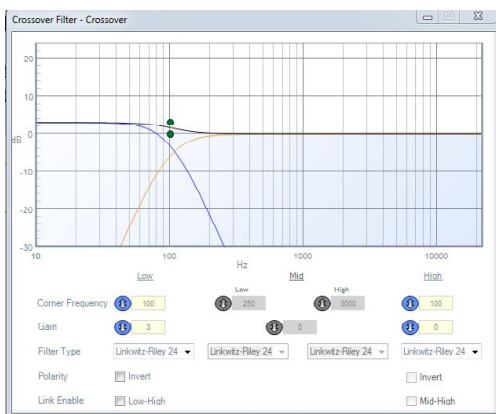 Crossover Filter - Crossover
20
10
dB 0
-10
-20
-30
10 100 1000 10000
Hz
Low Mid High
Low High
Corner Frequency 100 250 3000 100
Gain 3 0 0
Filter Type Linkwitz-Riley 24 Linkwitz-Riley 24 Linkwitz-Riley 24 Linkwitz-Riley 24
Polarity Invert Invert
Link Enable Low-High Mid-High